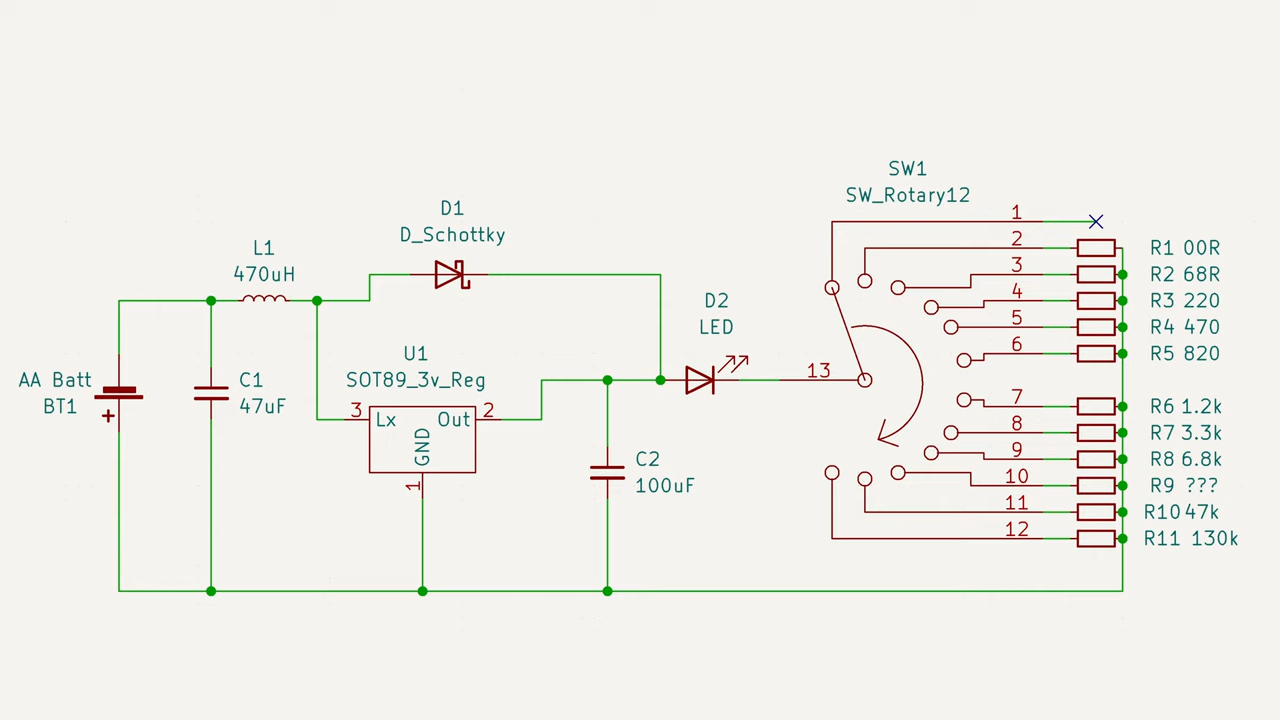 SW1
SW_Rotary12
D1
D_Schottky
L1
470uH
D2
LED
U1
SOT89_3v_Reg
AA Batt
BT1
+
C1
47uF
3
Lx
Out
2
GND
1
C2
100uF
13
1
2
3
4
5
6
7
8
9
10
11
12
R1 00R
R2 68R
R3 220
R4 470
R5 820
R6 1.2k
R7 3.3k
R8 6.8k
R9 ???
R10 47k
R11 130k